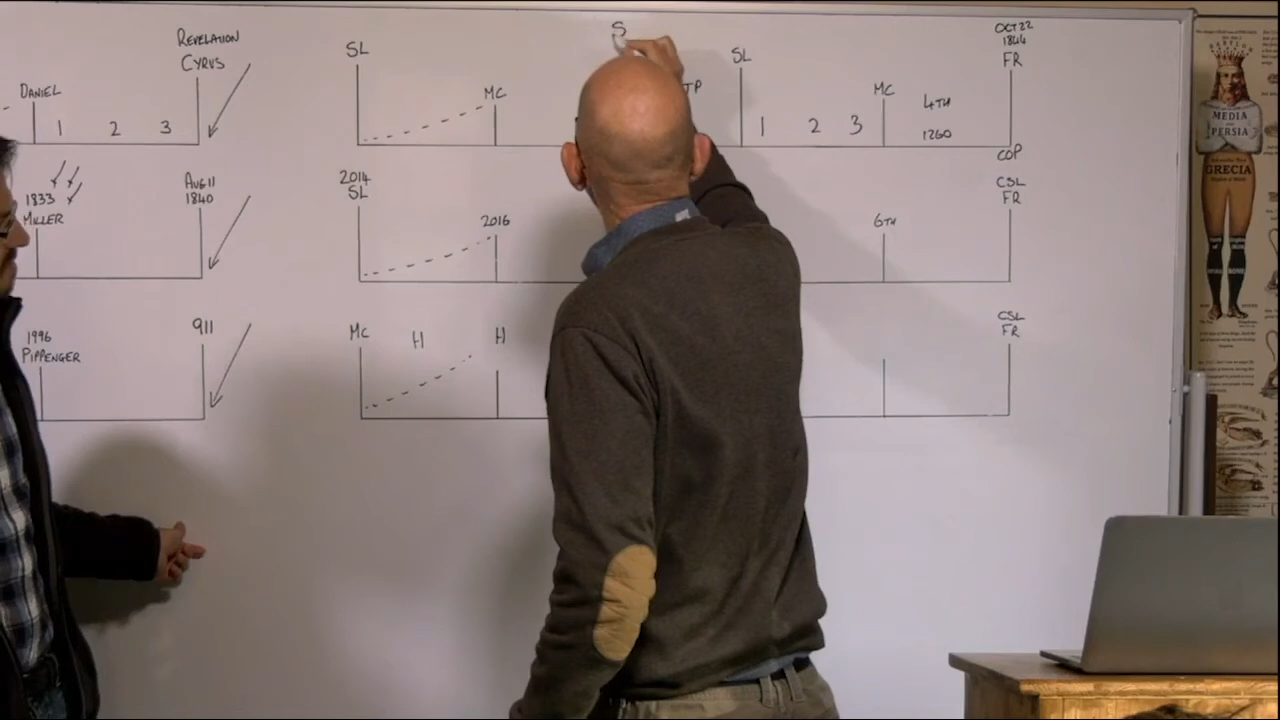 REVELATION
CYRUS
DANIEL
1 2 3
SL
MC
S
TP
SL
1 2 3
MC
4TH
1260
OCT 22
1844
FR
COP
1833
MILLER
AUG 11
1840
2014
SL
2016
6TH
CSL
FR
1996
PIPPENGER
911
MC
H
H
CSL
FR
MEDIA
PERSIA
GRECIA